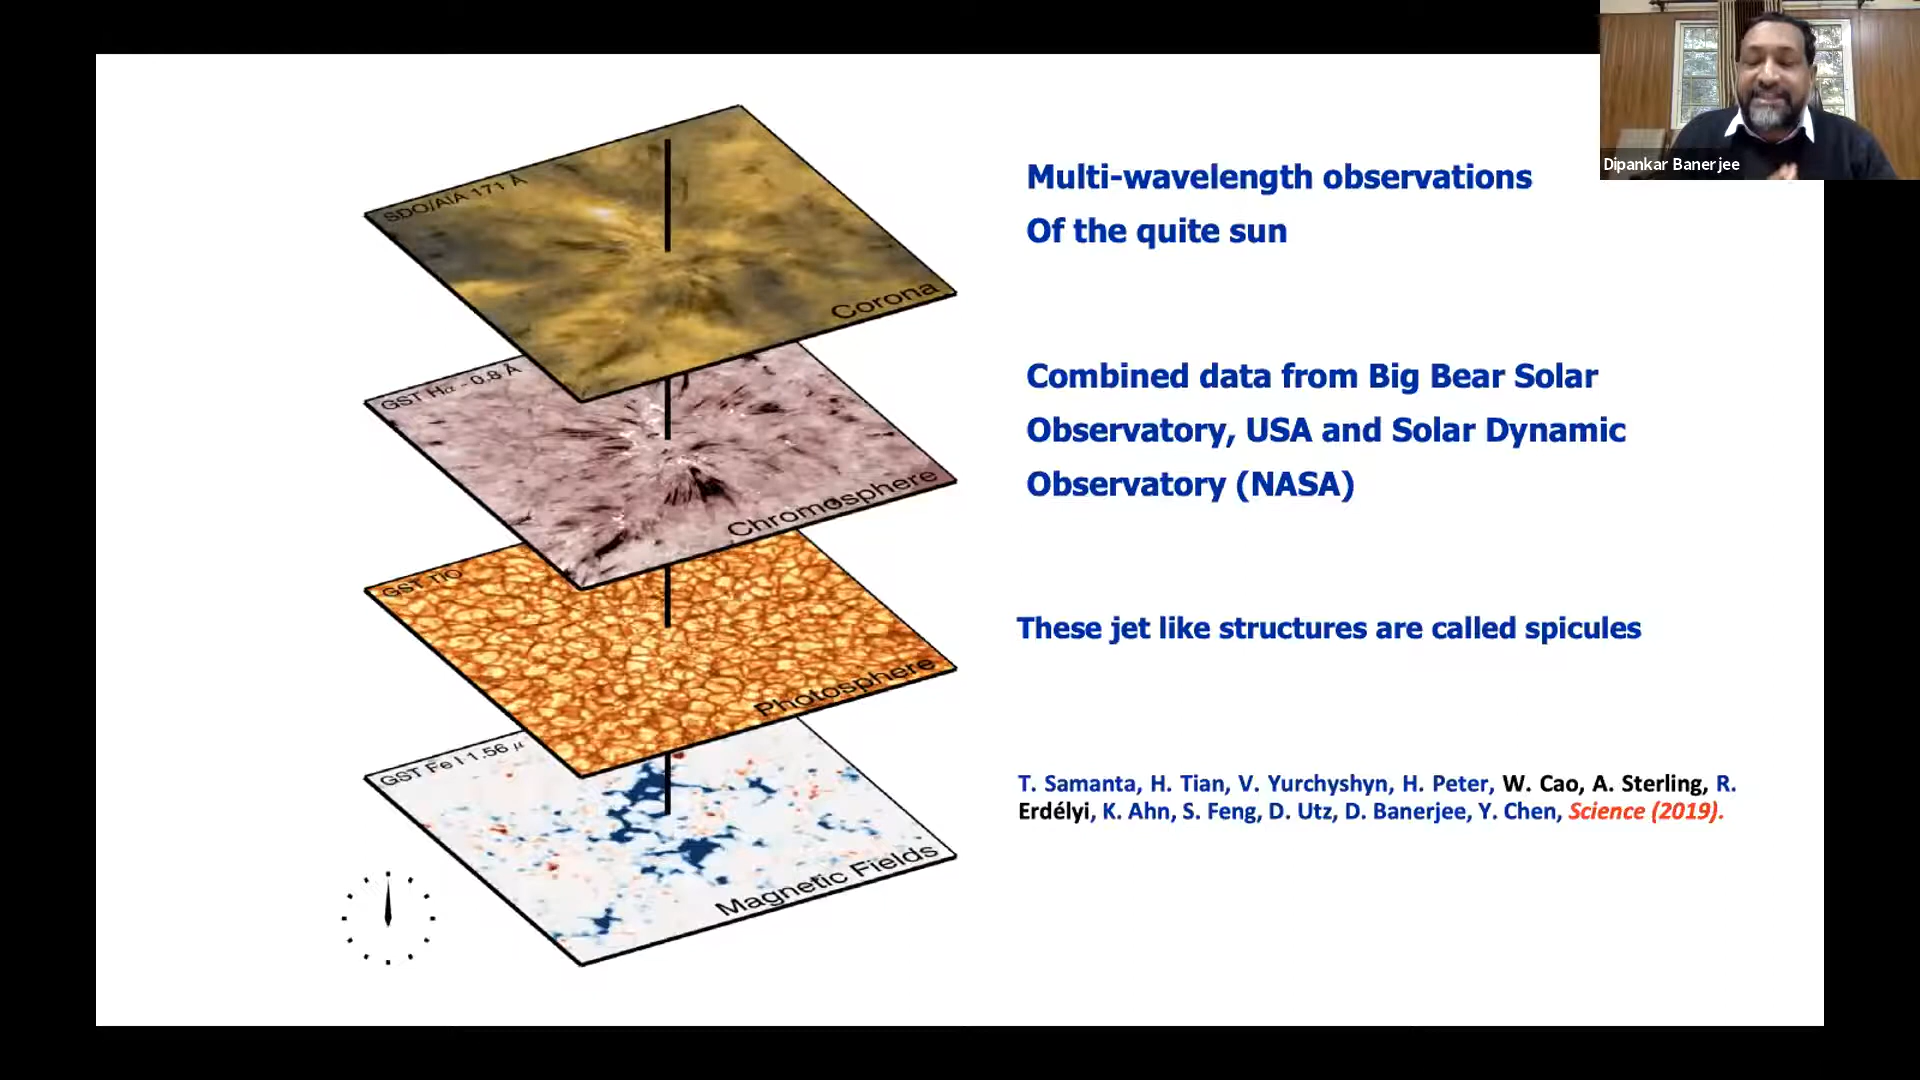 Dipankar Banerjee
Multi-wavelength observations
Of the quite sun
Combined data from Big Bear Solar
Observatory, USA and Solar Dynamic
Observatory (NASA)
These jet like structures are called spicules
T. Samanta, H. Tian, V. Yurchyshyn, H. Peter, W. Cao, A. Sterling, R.
Erdélyi, K. Ahn, S. Feng, D. Utz, D. Banerjee, Y. Chen, Science (2019).
SDO/AIA 171 Å
Corona
GST Hα - 0.8 Å
Chromosphere
GST TiO
Photosphere
GST Fe I 1.56 μ
Magnetic Fields